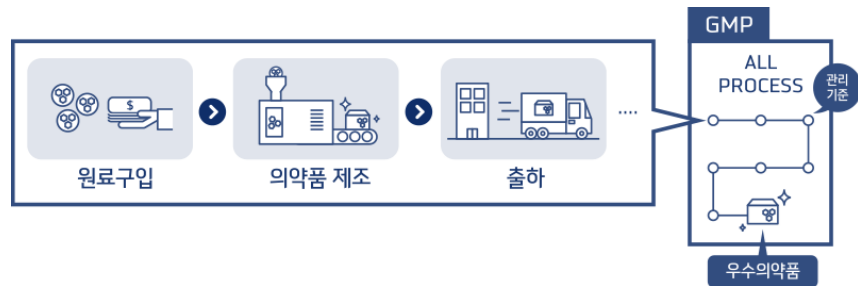 GMP
ALL
PROCESS
관리
기준
$
....
원료구입
의약품 제조
출하
우수의약품